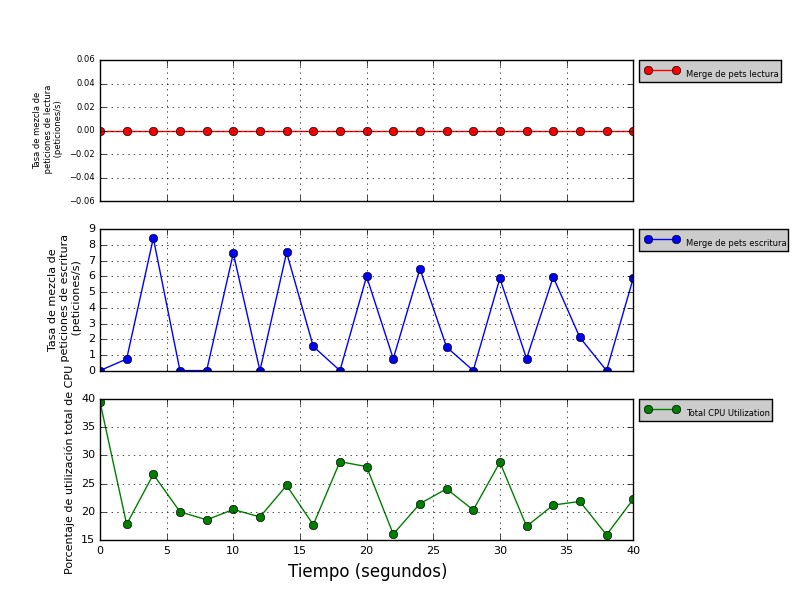 0.06
0.04
0.02
0.00
−0.02
−0.04
−0.06
Tasa de mezcla de
peticiones de lectura
(peticiones/s)
Merge de pets lectura
9
8
7
6
5
4
3
2
1
0
Tasa de mezcla de
peticiones de escritura
(peticiones/s)
Merge de pets escritura
40
35
30
25
20
15
Porcentaje de utilización total de CPU
Total CPU Utilization
0 5 10 15 20 25 30 35 40
Tiempo (segundos)